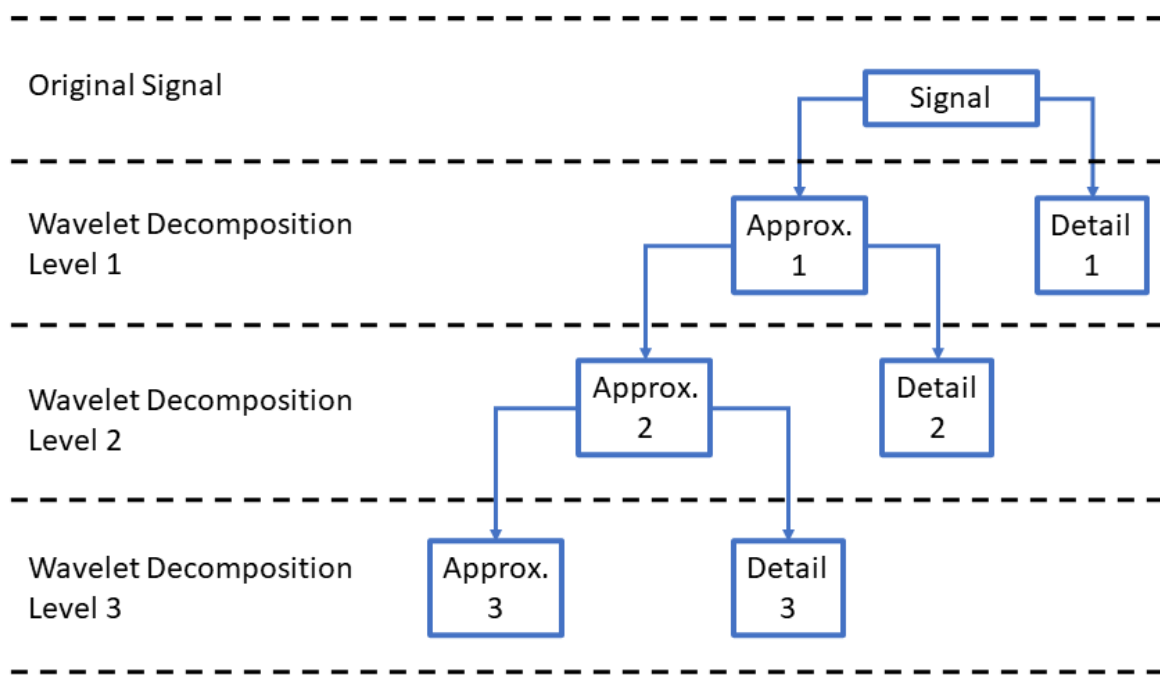 Original Signal
Signal
Wavelet Decomposition
Level 1
Approx.
1
Detail
1
Wavelet Decomposition
Level 2
Approx.
2
Detail
2
Wavelet Decomposition
Level 3
Approx.
3
Detail
3